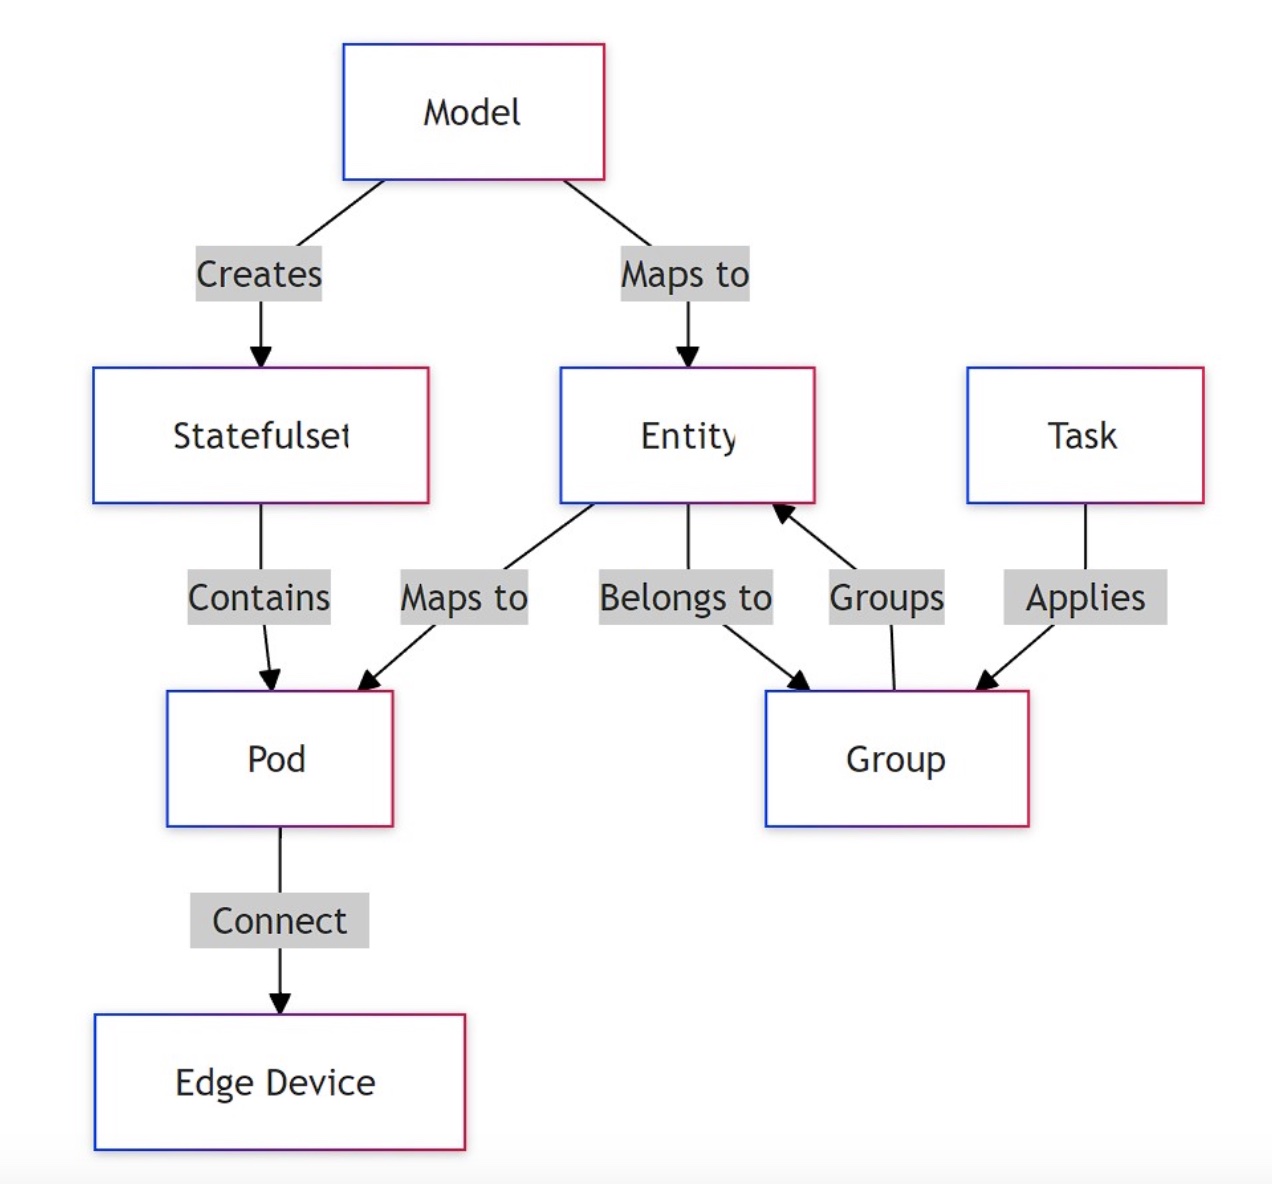 Model
Creates
Maps to
Statefulset
Entity
Task
Contains
Maps to
Belongs to
Groups
Applies
Pod
Group
Connect
Edge Device